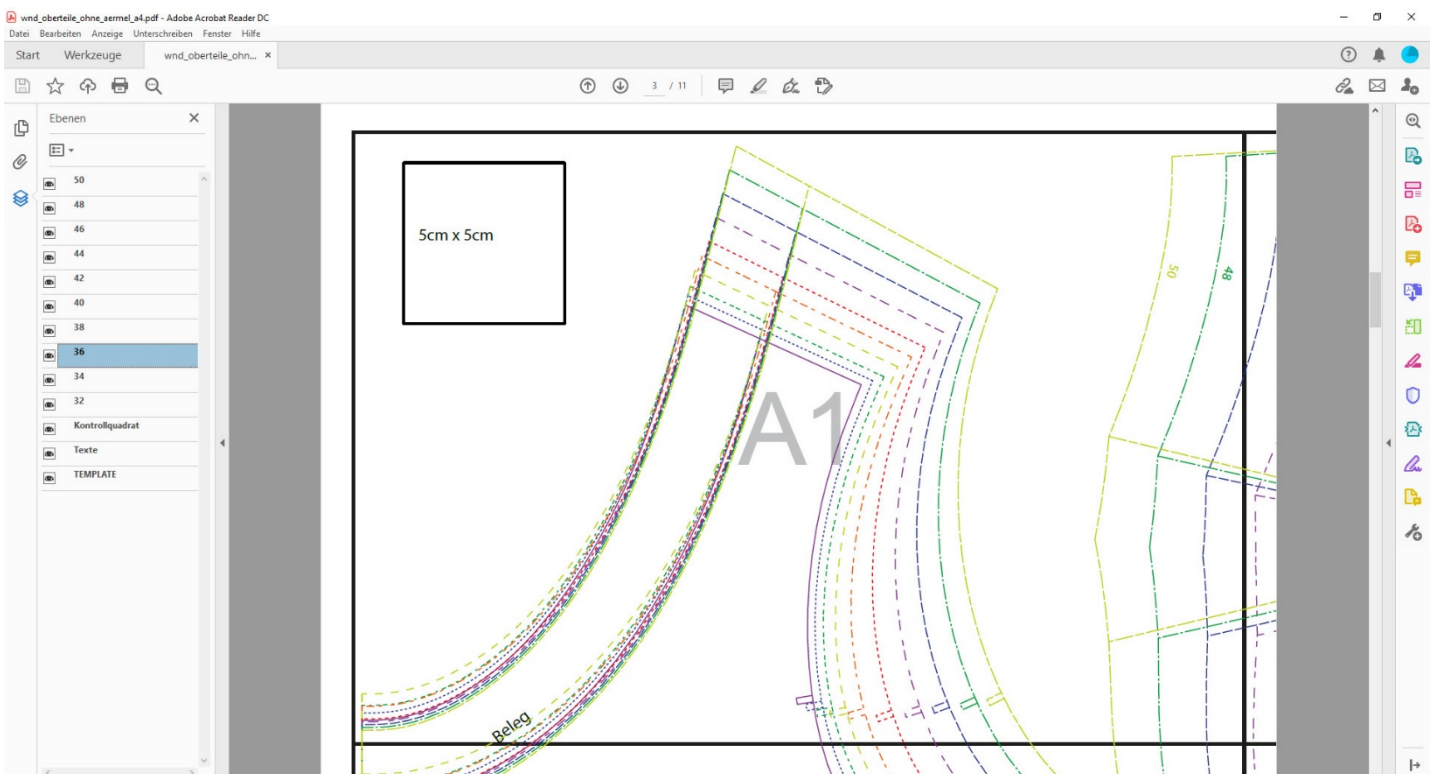 wnd_oberteile_ohne_aermel_a4.pdf - Adobe Acrobat Reader DC
Datei Bearbeiten Anzeige Unterschreiben Fenster Hilfe
Start Werkzeuge wnd_oberteile_ohn... ×
3 / 11
Ebenen
50
48
46
44
42
40
38
36
34
32
Kontrollquadrat
Texte
TEMPLATE
5cm x 5cm
A1
50
48
Beleg